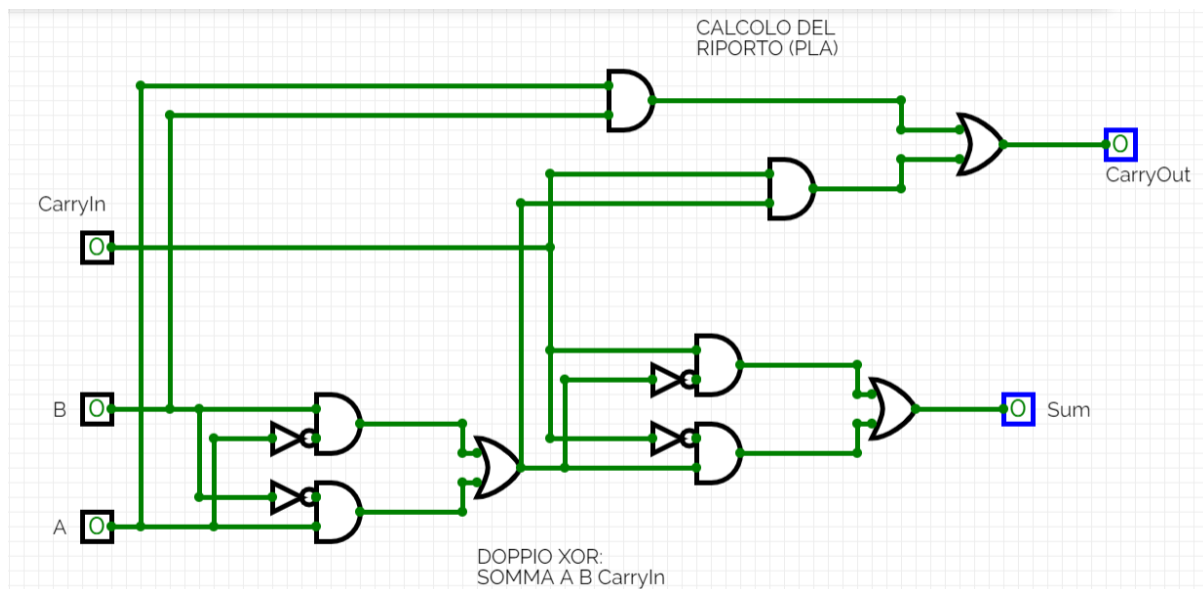 CALCOLO DEL
RIPORTO (PLA)
0
CarryOut
CarryIn
0
B
0
0
Sum
A
0
DOPPIO XOR:
SOMMA A B CarryIn